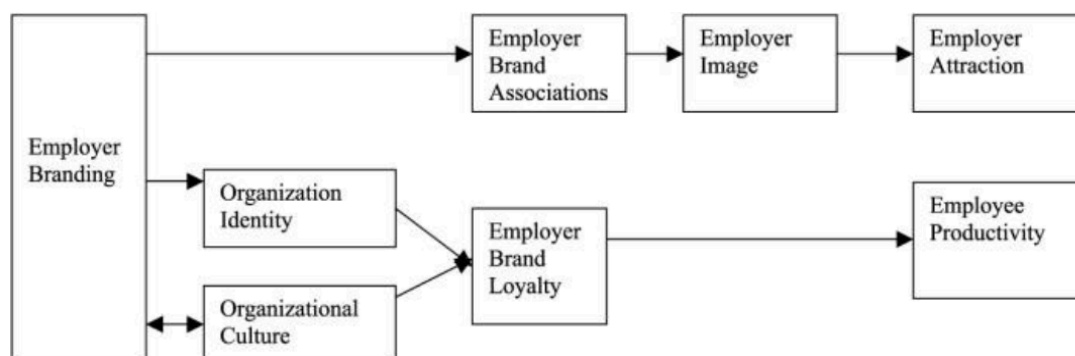 Employer
Branding
Employer
Brand
Associations
Employer
Image
Employer
Attraction
Organization
Identity
Organizational
Culture
Employer
Brand
Loyalty
Employee
Productivity